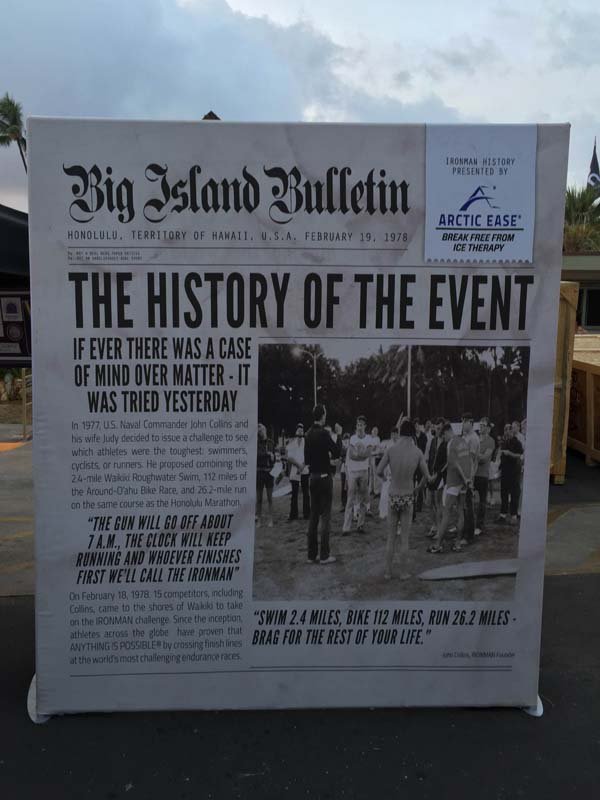 Big Island Bulletin
HONOLULU, TERRITORY OF HAWAII, U.S.A. FEBRUARY 19, 1978
IRONMAN HISTORY
PRESENTED BY
ARCTIC EASE®
BREAK FREE FROM
ICE THERAPY
THE HISTORY OF THE EVENT
IF EVER THERE WAS A CASE
OF MIND OVER MATTER - IT
WAS TRIED YESTERDAY
In 1977, U.S. Naval Commander John Collins and
his wife Judy decided to issue a challenge to see
which athletes were the toughest: swimmers,
cyclists, or runners. He proposed combining the
2.4-mile Waikiki Roughwater Swim, 112 miles of
the Around-O'ahu Bike Race, and 26.2-mile run
on the same course as the Honolulu Marathon.
"THE GUN WILL GO OFF ABOUT
7 A.M., THE CLOCK WILL KEEP
RUNNING AND WHOEVER FINISHES
FIRST WE'LL CALL THE IRONMAN"
On February 18, 1978, 15 competitors, including
Collins, came to the shores of Waikiki to take
on the IRONMAN challenge. Since the inception,
athletes across the globe have proven that
ANYTHING IS POSSIBLE® by crossing finish lines
at the world's most challenging endurance races.
"SWIM 2.4 MILES, BIKE 112 MILES, RUN 26.2 MILES -
BRAG FOR THE REST OF YOUR LIFE."
-John Collins, IRONMAN Founder